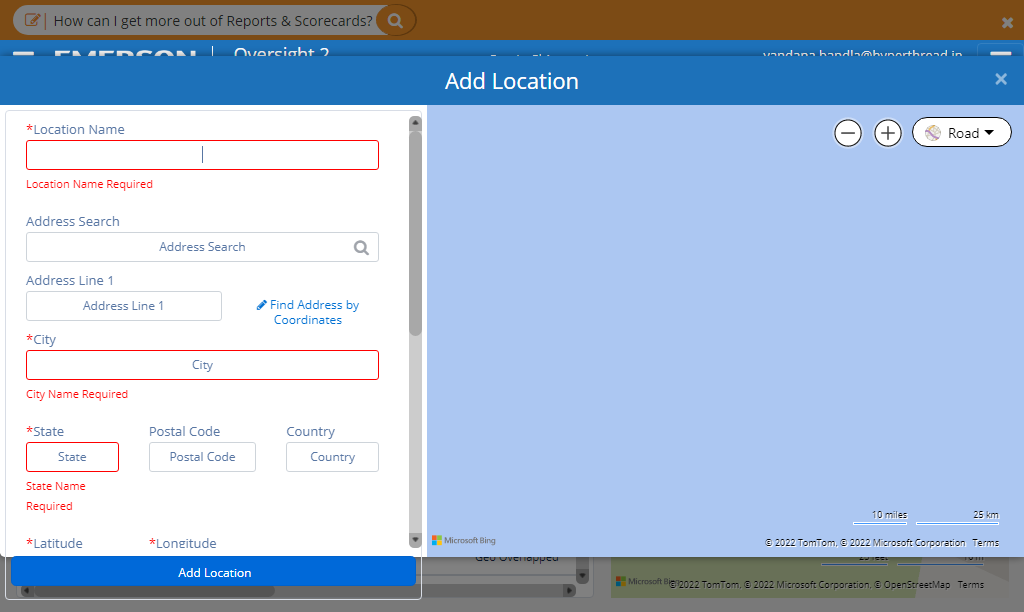 How can I get more out of Reports & Scorecards?
EMERSON Oversight 2 vandana.bandla@hyperthread.in
Add Location
*Location Name
Location Name Required
Address Search
Address Search
Address Line 1
Address Line 1
Find Address by
Coordinates
*City
City
City Name Required
*State Postal Code Country
State Postal Code Country
State Name
Required
*Latitude *Longitude
Add Location
Road
10 miles 25 km
Microsoft Bing
© 2022 TomTom, © 2022 Microsoft Corporation Terms
Geo Overlapped
Microsoft Bing
© 2022 TomTom, © 2022 Microsoft Corporation, © OpenStreetMap Terms